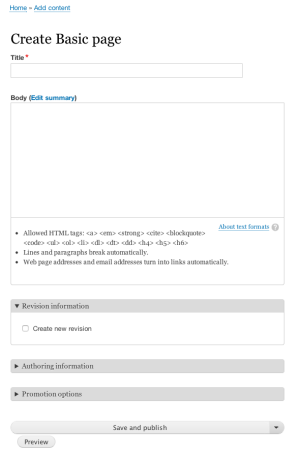 Home » Add content
Create Basic page
Title *
Body (Edit summary)
About text formats
• Allowed HTML tags: <a> <em> <strong> <cite> <blockquote>
<code> <ul> <ol> <li> <dl> <dt> <dd> <h4> <h5> <h6>
• Lines and paragraphs break automatically.
• Web page addresses and email addresses turn into links automatically.
▼ Revision information
Create new revision
▶ Authoring information
▶ Promotion options
Save and publish
Preview